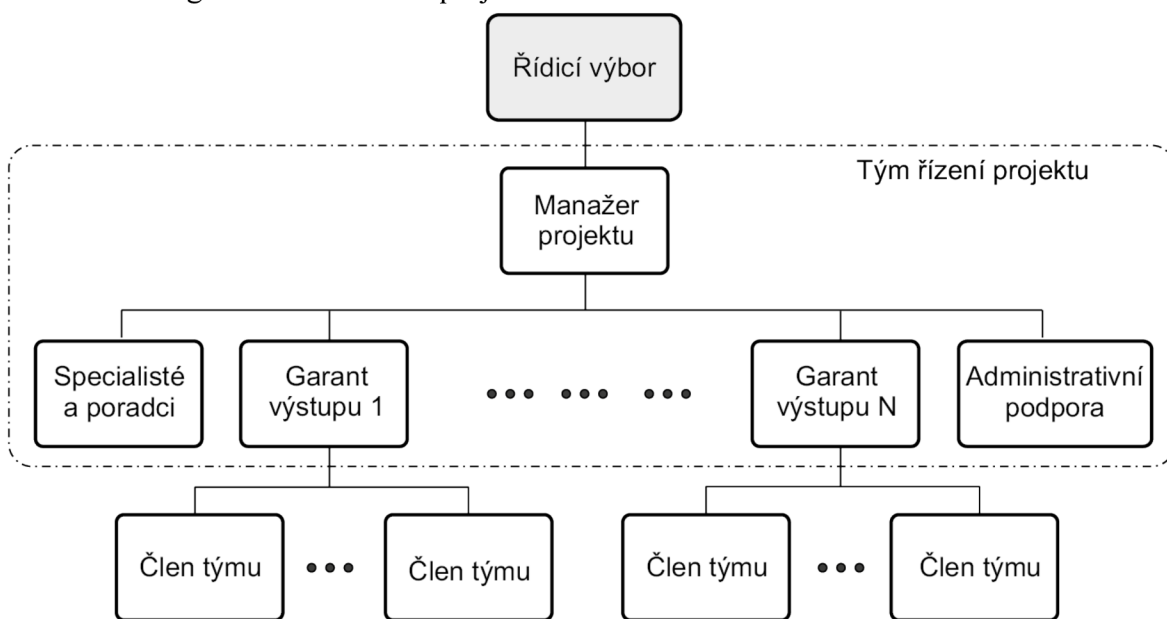 Řídicí výbor
Tým řízení projektu
Manažer
projektu
Specialisté
a poradci
Garant
výstupu 1
Garant
výstupu N
Administrativní
podpora
Člen týmu
Člen týmu
Člen týmu
Člen týmu